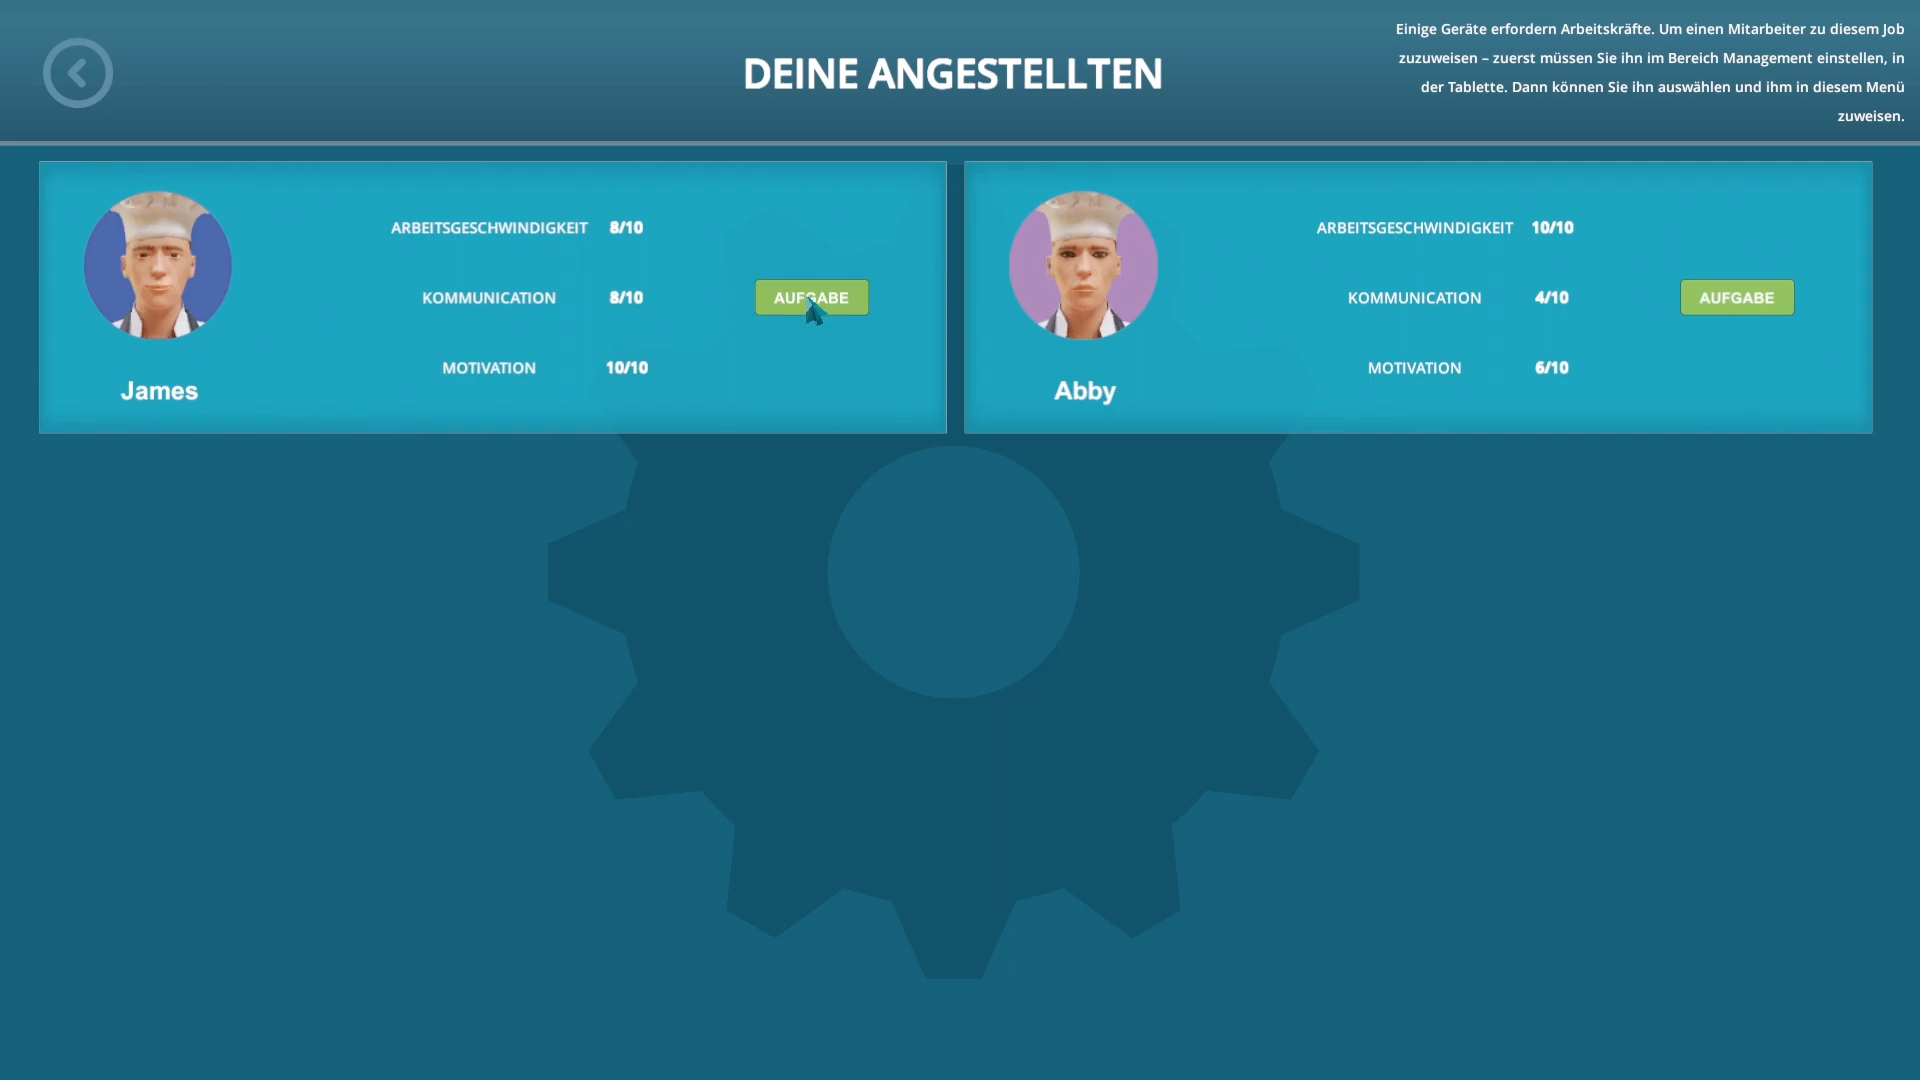 DEINE ANGESTELLTEN
Einige Geräte erfordern Arbeitskräfte. Um einen Mitarbeiter zu diesem Job
zuzuweisen – zuerst müssen Sie ihn im Bereich Management einstellen, in
der Tablette. Dann können Sie ihn auswählen und ihm in diesem Menü
zuweisen.
ARBEITSGESCHWINDIGKEIT 8/10
KOMMUNICATION 8/10
AUFGABE
MOTIVATION 10/10
James
ARBEITSGESCHWINDIGKEIT 10/10
KOMMUNICATION 4/10
AUFGABE
MOTIVATION 6/10
Abby